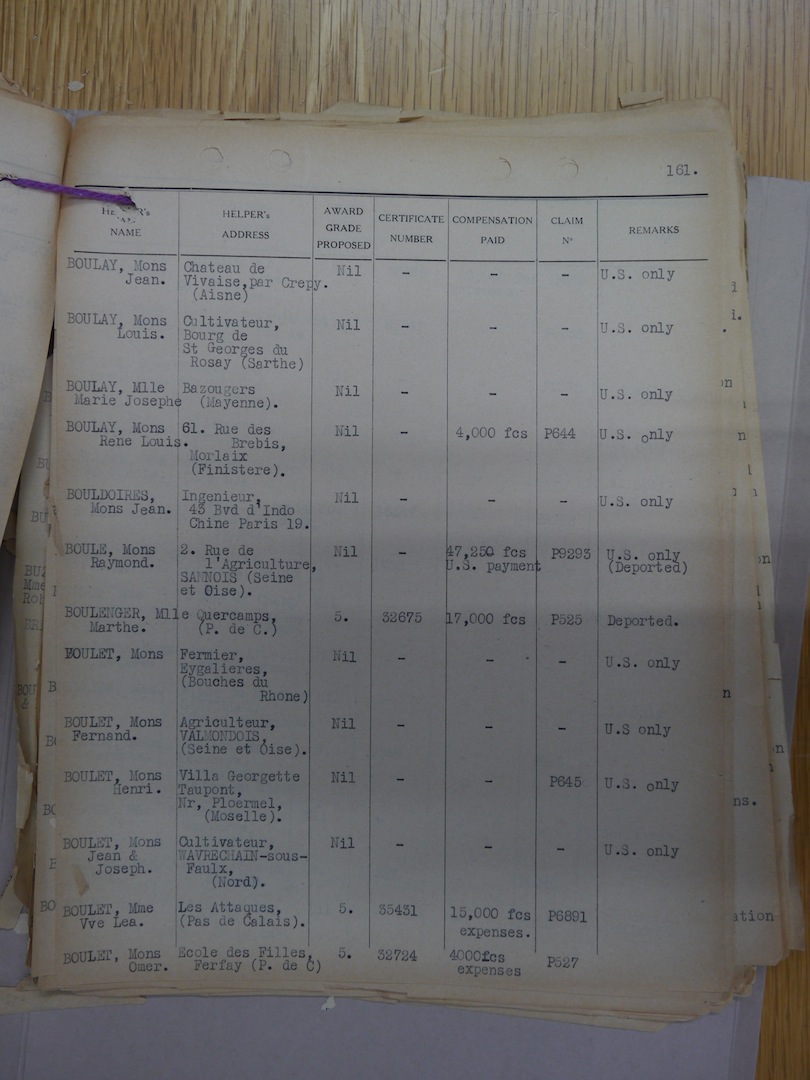 161.
NAME
HELPER's
ADDRESS
AWARD
GRADE
PROPOSED
CERTIFICATE
NUMBER
COMPENSATION
PAID
CLAIM
Nº
REMARKS
BOULAY, Mons Chateau de Nil - - - U.S. only
Jean. Vivaise, par Crepy.
(Aisne)
BOULAY, Mons Cultivateur, Nil - - - U.S. only
Louis. Bourg de
St Georges du
Rosay (Sarthe)
BOULAY, Mlle Bazougers Nil - - - U.S. only
Marie Josephe (Mayenne).
BOULAY, Mons 61. Rue des Nil - 4,000 fcs P644 U.S. only
Rene Louis. Brebis,
Morlaix
(Finistere).
BOULDOIRES, Ingenieur, Nil - - - U.S. only
Mons Jean. 43 Bvd d'Indo
Chine Paris 19.
BOULE, Mons 2. Rue de Nil - 47,250 fcs P9293 U.S. only
Raymond. l'Agriculture, U.S. payment (Deported)
SANNOIS (Seine
et Oise).
BOULENGER, Mlle Quercamps, 5. 32675 17,000 fcs P525 Deported.
Marthe. (P. de C.)
BOULET, Mons Fermier, Nil - - - U.S. only
Eygalieres,
(Bouches du
Rhone)
BOULET, Mons Agriculteur, Nil - - - U.S only
Fernand. VALMONDOIS,
(Seine et Oise).
BOULET, Mons Villa Georgette Nil - - P645 U.S. only
Henri. Taupont,
Nr, Ploermel,
(Moselle).
BOULET, Mons Cultivateur, Nil - - - U.S. only
Jean & WAVRECHAIN-sous-
Joseph. Faulx,
(Nord).
BOULET, Mme Les Attaques, 5. 35431 15,000 fcs P6891
Vve Lea. (Pas de Calais). expenses.
BOULET, Mons Ecole des Filles, 5. 32724 4000fcs P527
Omer. Ferfay (P. de C) expenses